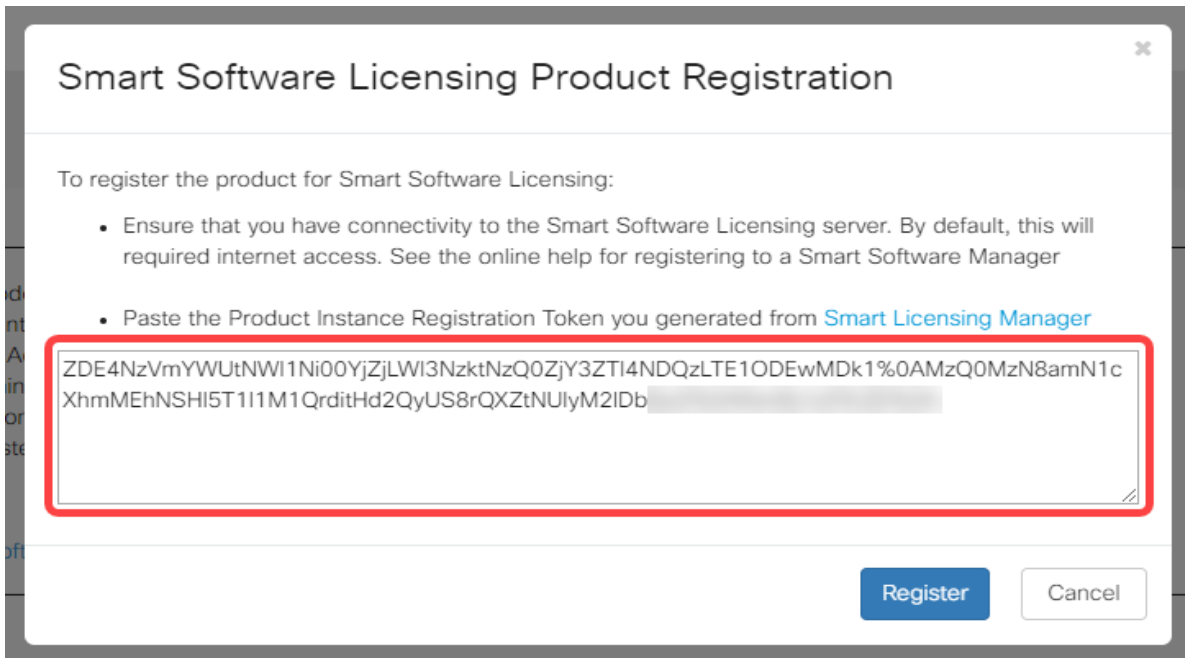 Smart Software Licensing Product Registration
To register the product for Smart Software Licensing:
• Ensure that you have connectivity to the Smart Software Licensing server. By default, this will
required internet access. See the online help for registering to a Smart Software Manager
• Paste the Product Instance Registration Token you generated from Smart Licensing Manager
ZDE4NzVmYWUtNWI1Ni00YjZjLWI3NzktNzQ0ZjY3ZTI4NDQzLTE1ODEwMDk1%0AMzQ0MzN8amN1c
XhmMEhNSHI5T1I1M1QrditHd2QyUS8rQXZtNUIyM2lDb
Register
Cancel